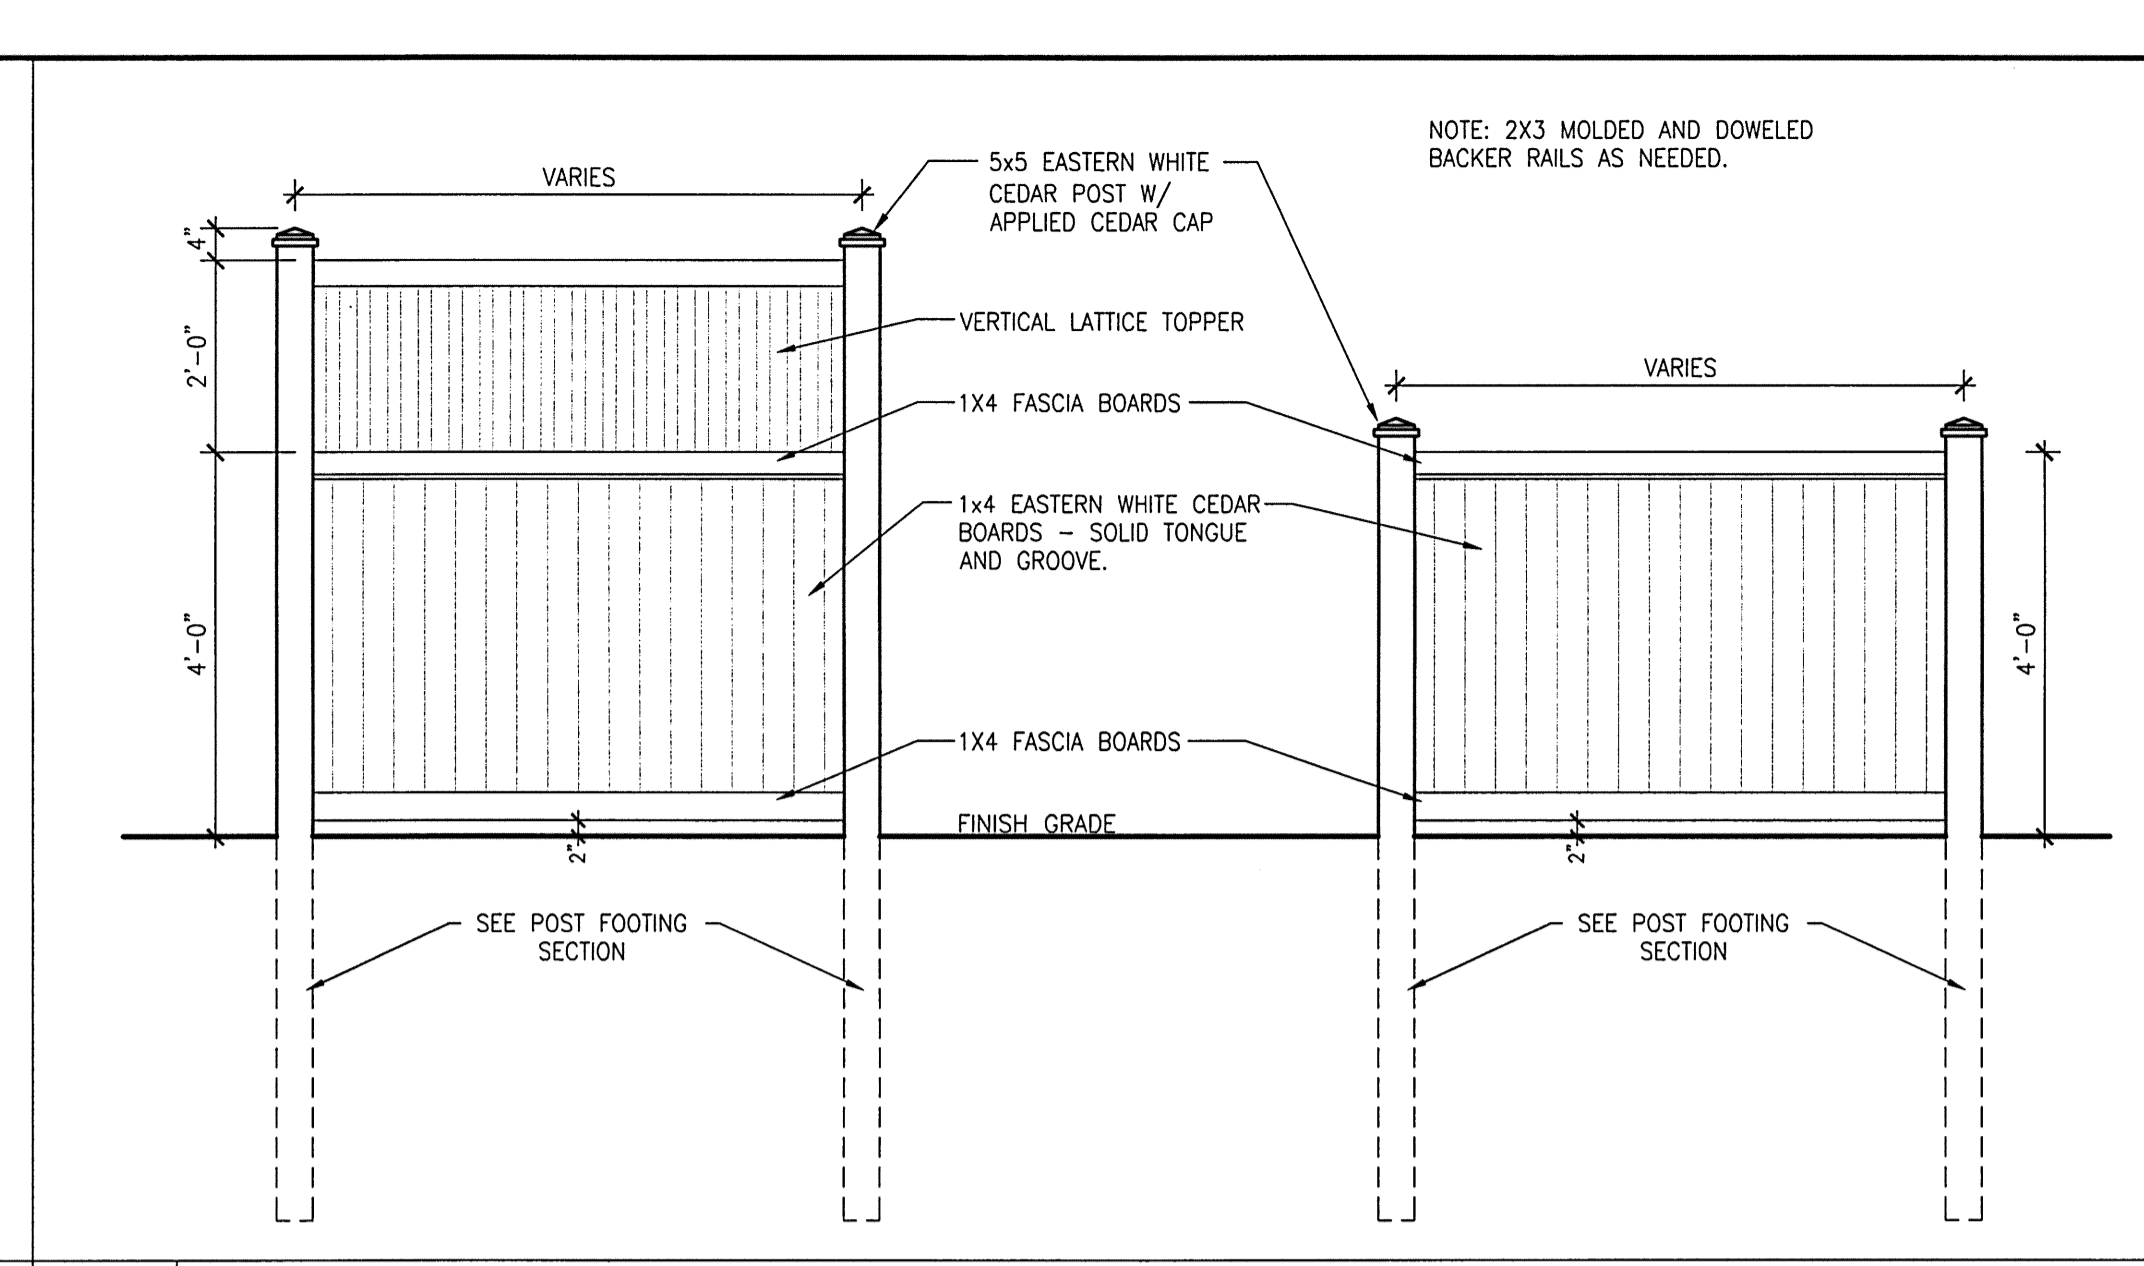 NOTE: 2X3 MOLDED AND DOWELED
BACKER RAILS AS NEEDED.
5x5 EASTERN WHITE
CEDAR POST W/
APPLIED CEDAR CAP
VARIES
4"
2'-0"
4'-0"
VERTICAL LATTICE TOPPER
1X4 FASCIA BOARDS
1x4 EASTERN WHITE CEDAR
BOARDS – SOLID TONGUE
AND GROOVE.
1X4 FASCIA BOARDS
FINISH GRADE
2"
SEE POST FOOTING
SECTION
VARIES
4'-0"
2"
SEE POST FOOTING
SECTION